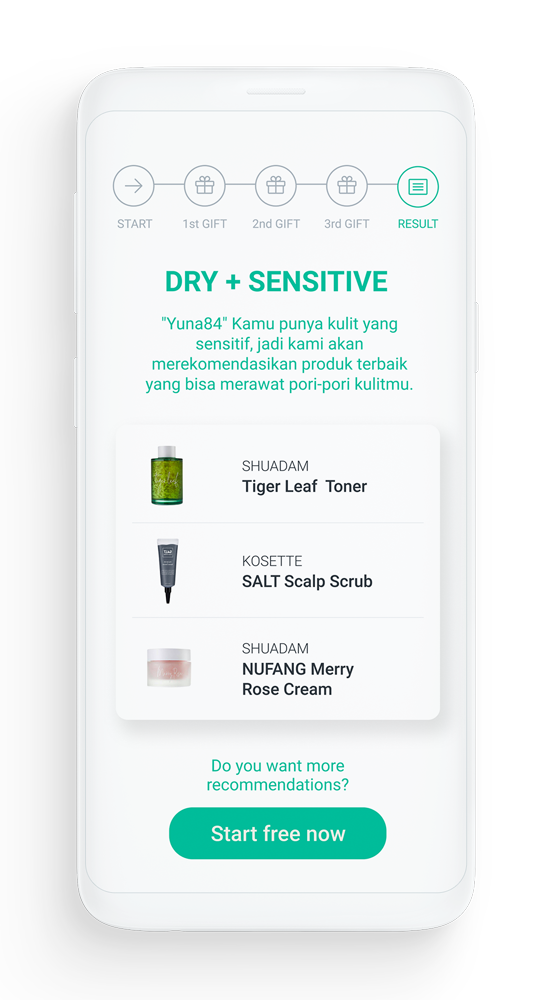 START
1st GIFT
2nd GIFT
3rd GIFT
RESULT
DRY + SENSITIVE
"Yuna84" Kamu punya kulit yang
sensitif, jadi kami akan
merekomendasikan produk terbaik
yang bisa merawat pori-pori kulitmu.
SHUADAM
Tiger Leaf Toner
KOSETTE
SALT Scalp Scrub
SHUADAM
NUFANG Merry
Rose Cream
Do you want more
recommendations?
Start free now